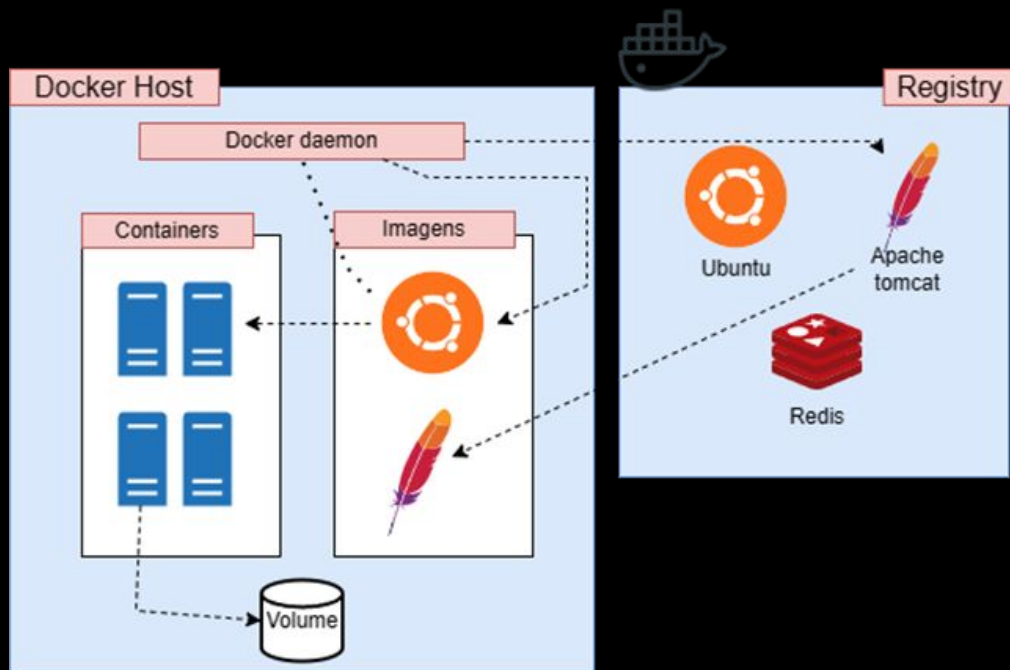 Docker Host
Registry
Docker daemon
Containers
Imagens
Ubuntu
Apache
tomcat
Redis
Volume